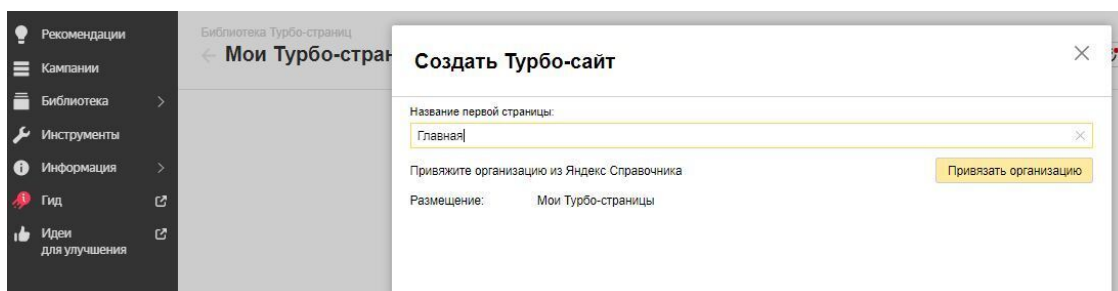 Рекомендации
Кампании
Библиотека
Инструменты
Информация
Гид
Идеи
для улучшения
Библиотека Турбо-страниц
Мои Турбо-стран
Создать Турбо-сайт
Название первой страницы:
Главная
Привяжите организацию из Яндекс Справочника
Привязать организацию
Размещение: Мои Турбо-страницы